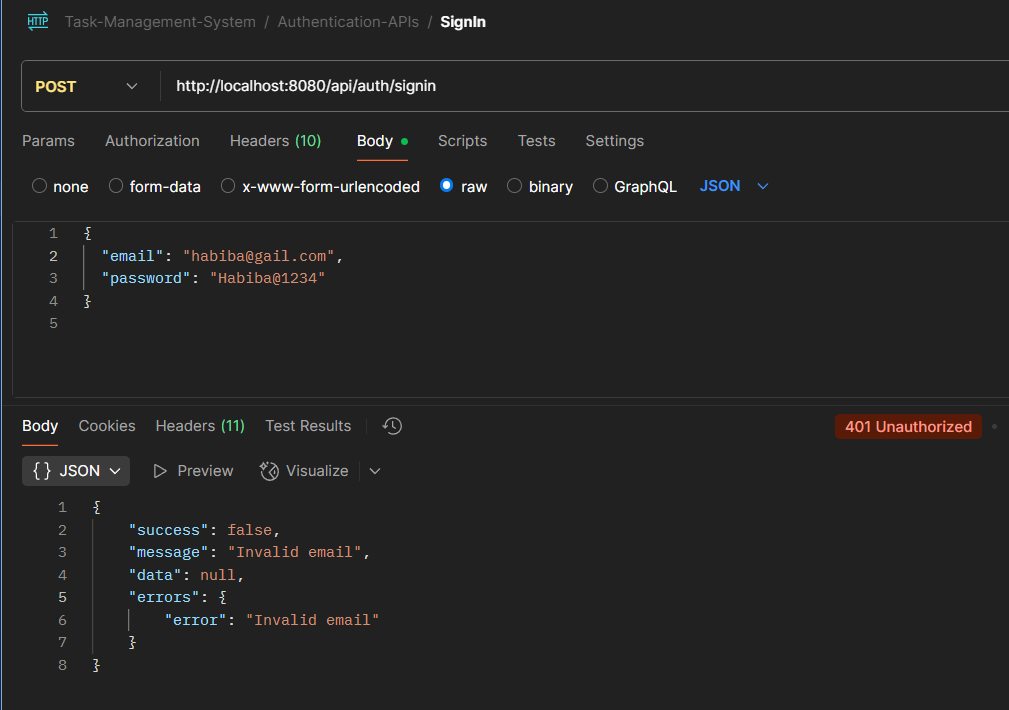 HTTP Task-Management-System / Authentication-APIs / SignIn
POST http://localhost:8080/api/auth/signin
Params Authorization Headers (10) Body Scripts Tests Settings
none form-data x-www-form-urlencoded raw binary GraphQL JSON
1 {
2 "email": "habiba@gail.com",
3 "password": "Habiba@1234"
4 }
5
Body Cookies Headers (11) Test Results 401 Unauthorized
{} JSON Preview Visualize
1 {
2 "success": false,
3 "message": "Invalid email",
4 "data": null,
5 "errors": {
6 "error": "Invalid email"
7 }
8 }